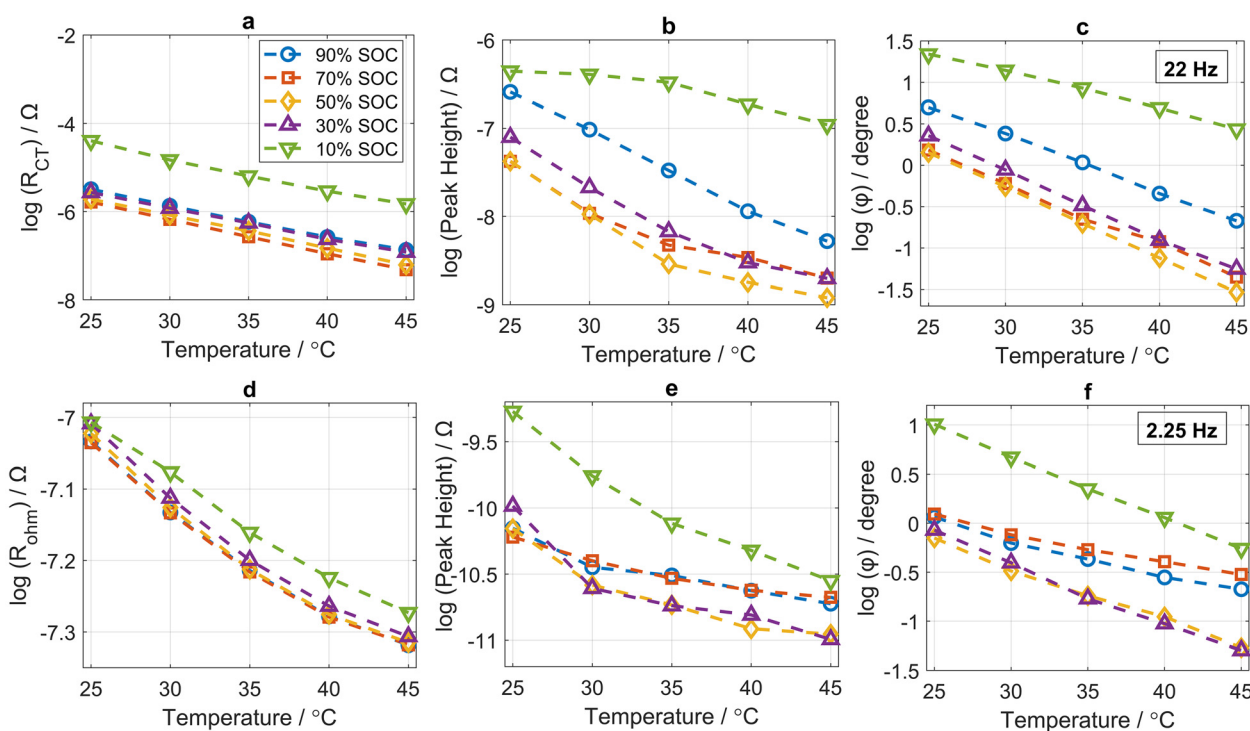 a
-2
-4
-6
-8
25 30 35 40 45
log (R_CT) / Ω
Temperature / °C
90% SOC
70% SOC
50% SOC
30% SOC
10% SOC
b
-6
-7
-8
-9
25 30 35 40 45
log (Peak Height) / Ω
Temperature / °C
c
22 Hz
1.5
1
0.5
0
-0.5
-1
-1.5
25 30 35 40 45
log (φ) / degree
Temperature / °C
d
-7
-7.1
-7.2
-7.3
25 30 35 40 45
log (R_ohm) / Ω
Temperature / °C
e
-9.5
-10
-10.5
-11
25 30 35 40 45
log (Peak Height) / Ω
Temperature / °C
f
2.25 Hz
1
0.5
0
-0.5
-1
-1.5
25 30 35 40 45
log (φ) / degree
Temperature / °C